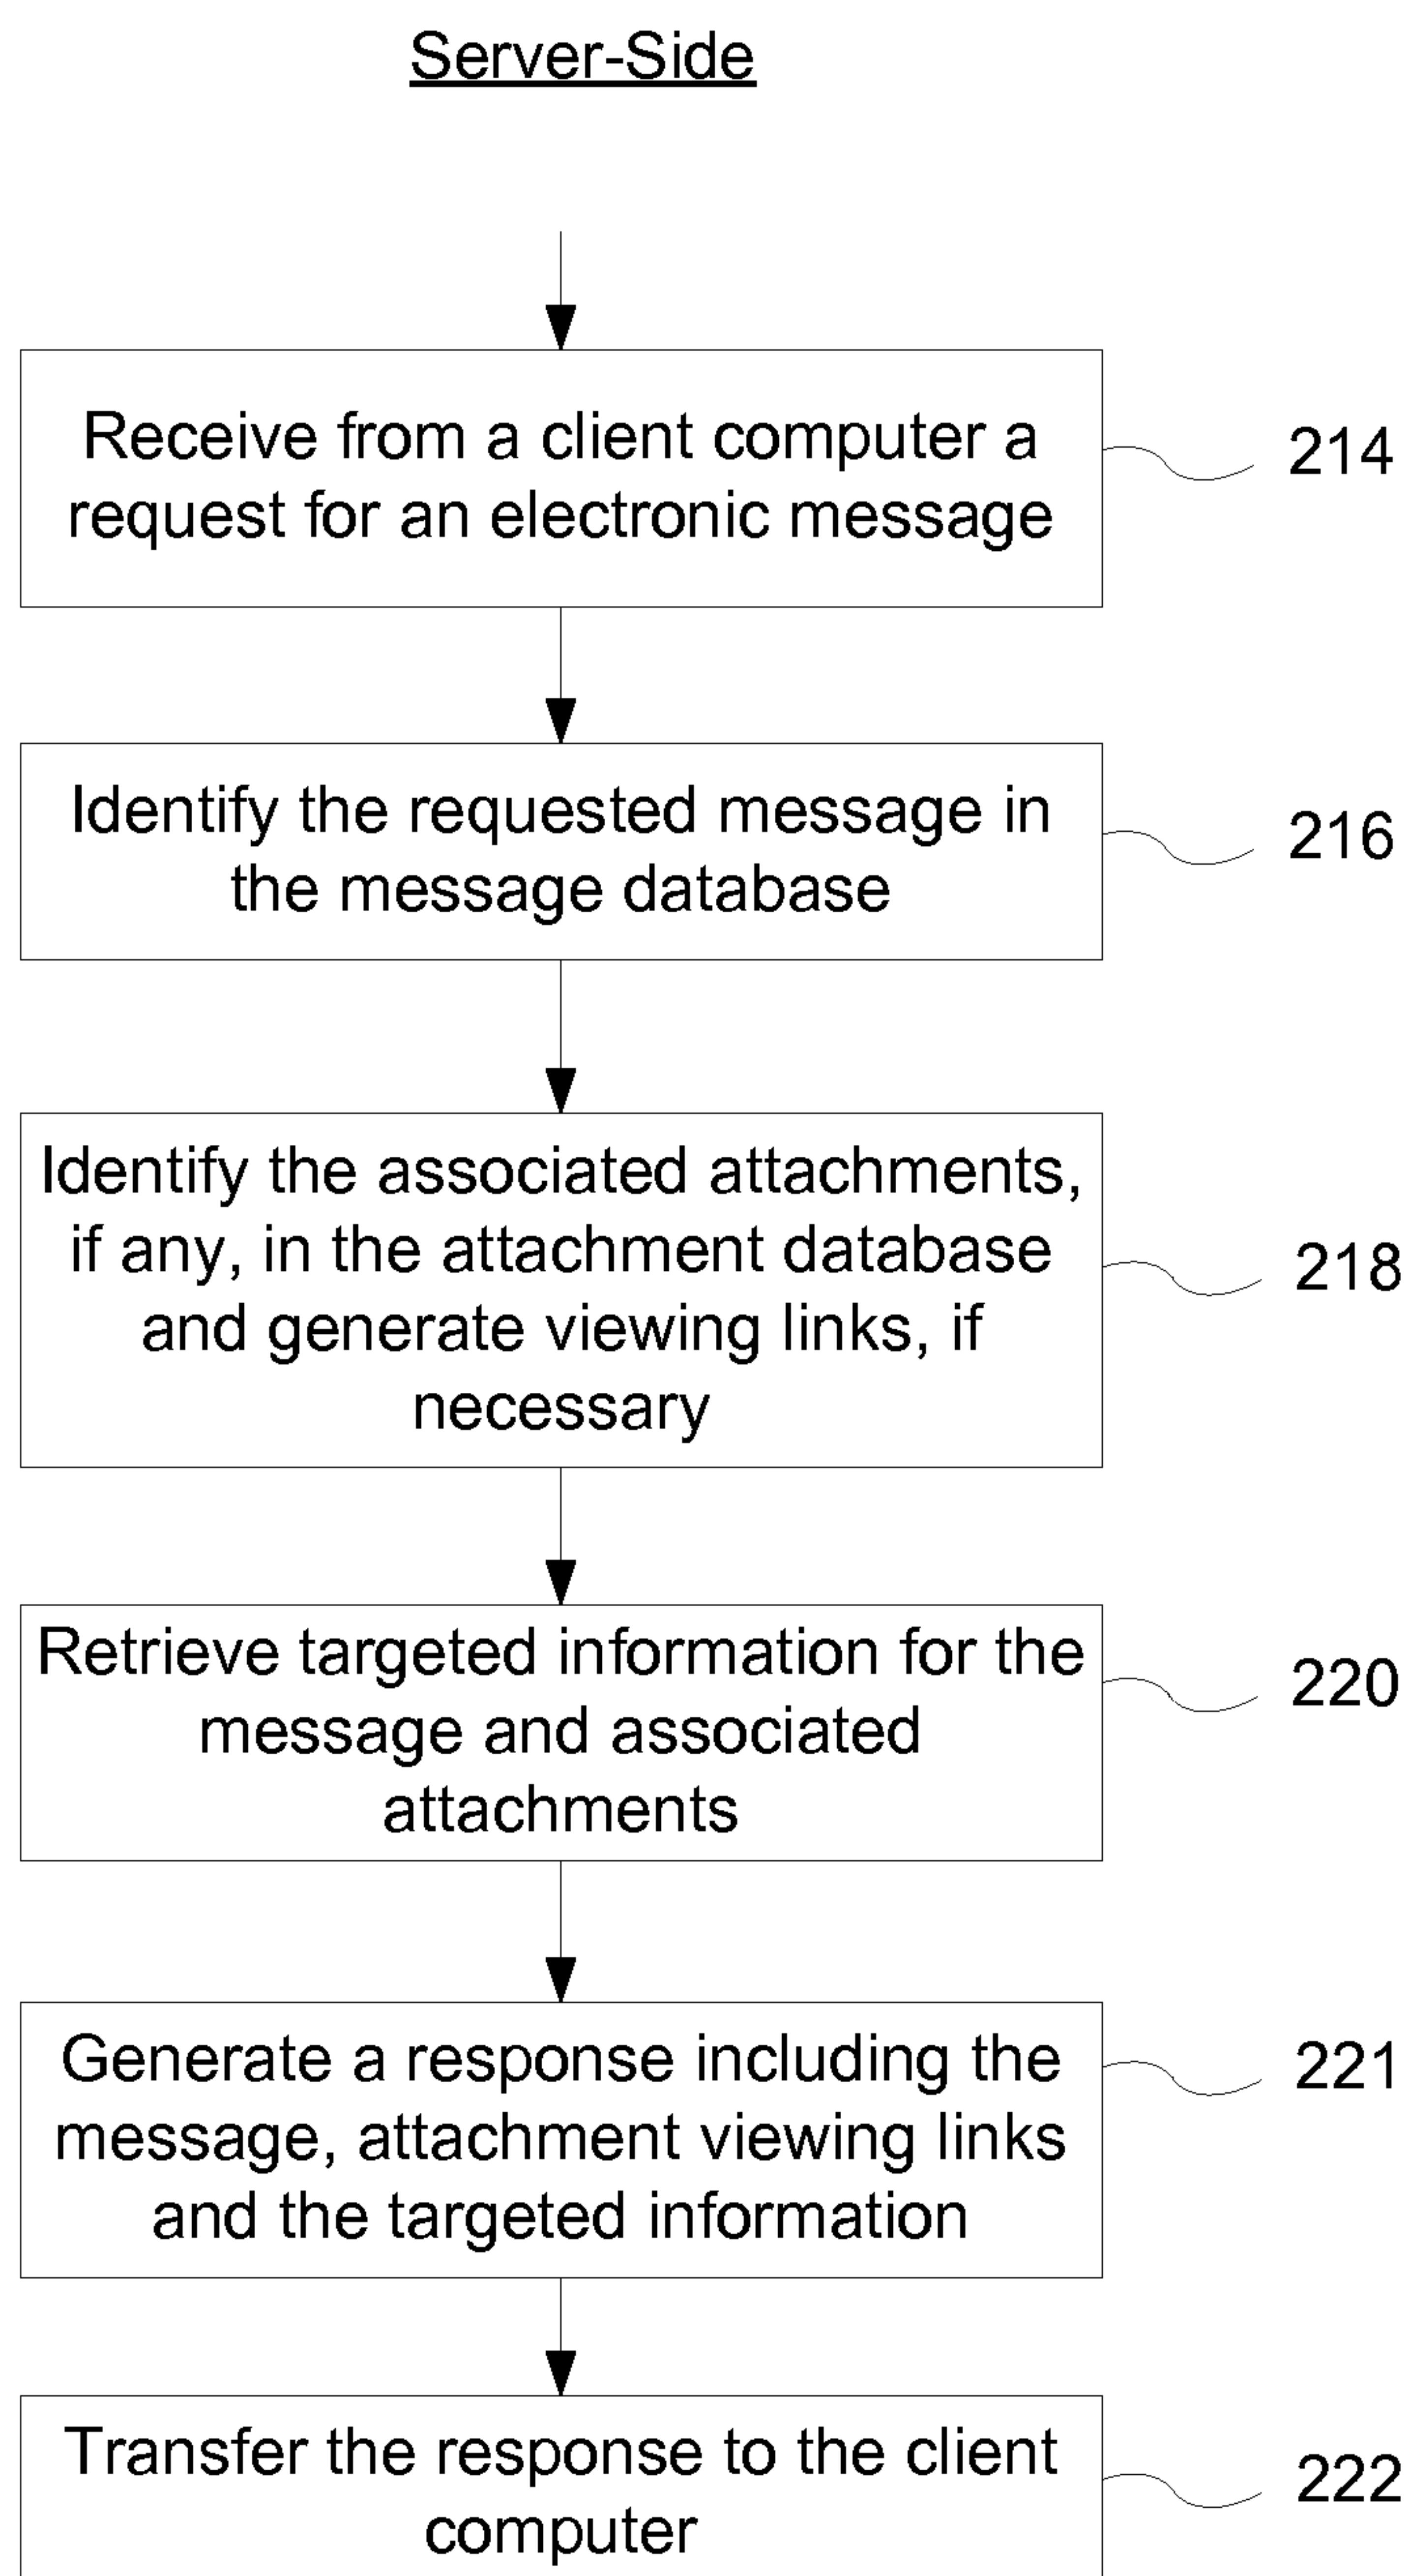 Server-Side
Receive from a client computer a
request for an electronic message
214
Identify the requested message in
the message database
216
Identify the associated attachments,
if any, in the attachment database
and generate viewing links, if
necessary
218
Retrieve targeted information for the
message and associated
attachments
220
Generate a response including the
message, attachment viewing links
and the targeted information
221
Transfer the response to the client
computer
222